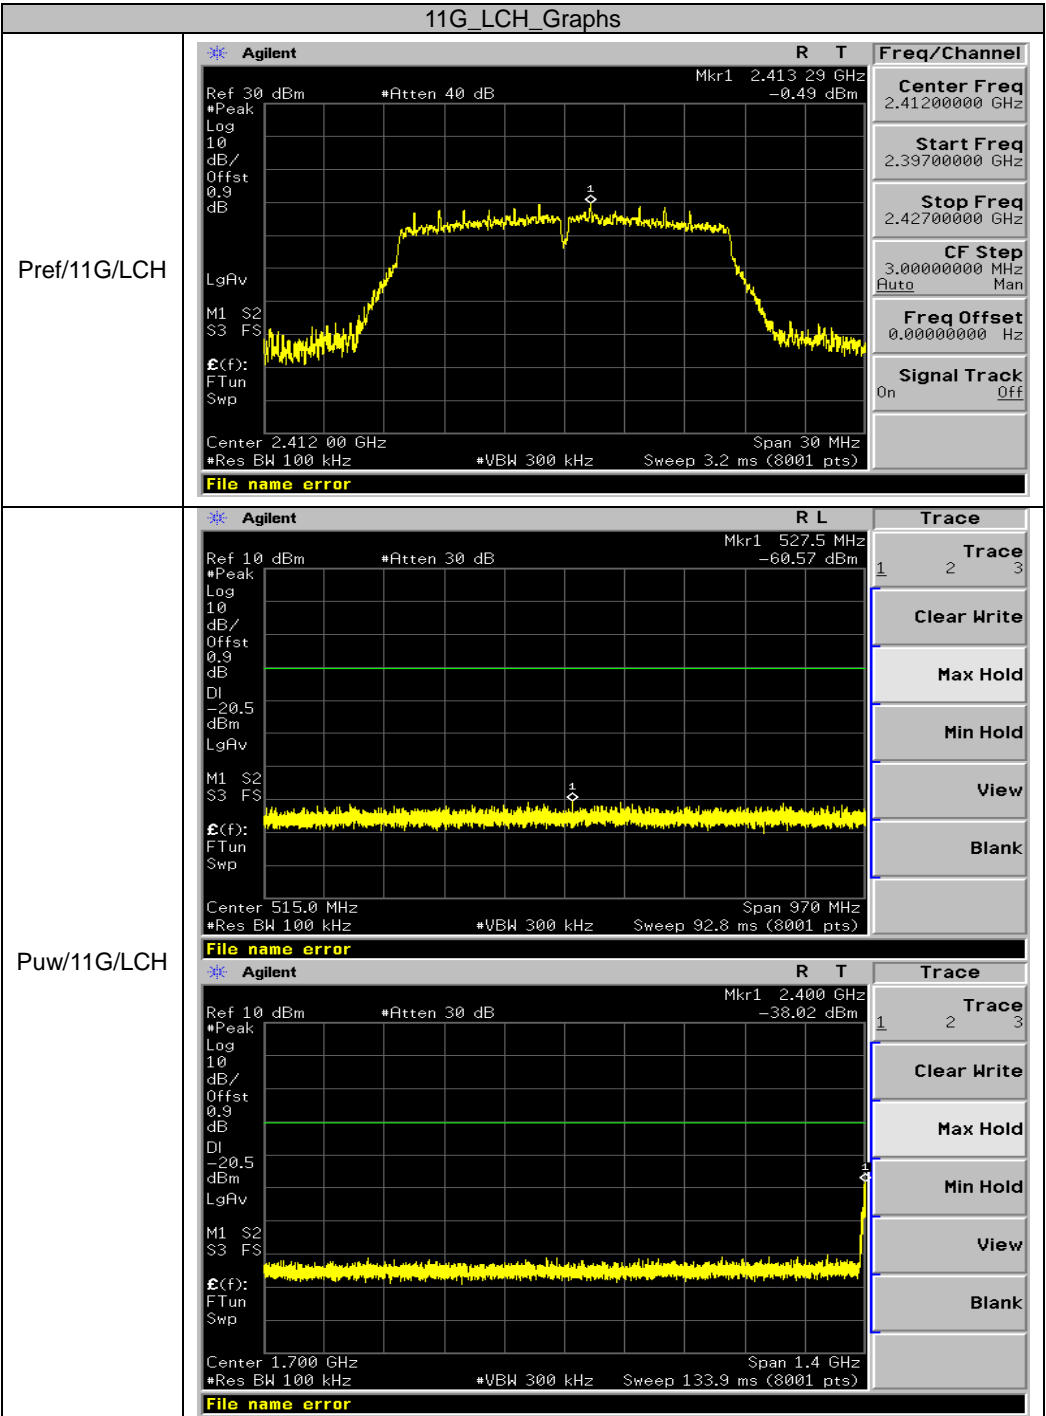 11G_LCH_Graphs
Pref/11G/LCH
Agilent R T Freq/Channel
Mkr1 2.413 29 GHz
Ref 30 dBm #Atten 40 dB -0.49 dBm
#Peak
Log
10
dB/
Offst
0.9
dB
LgAv
M1 S2
S3 FS
£(f):
FTun
Swp
1
Center 2.412 00 GHz Span 30 MHz
#Res BW 100 kHz #VBW 300 kHz Sweep 3.2 ms (8001 pts)
File name error
Center Freq
2.41200000 GHz
Start Freq
2.39700000 GHz
Stop Freq
2.42700000 GHz
CF Step
3.00000000 MHz
Auto Man
Freq Offset
0.00000000 Hz
Signal Track
On Off
Puw/11G/LCH
Agilent R L Trace
Mkr1 527.5 MHz
Ref 10 dBm #Atten 30 dB -60.57 dBm
#Peak
Log
10
dB/
Offst
0.9
dB
DI
-20.5
dBm
LgAv
M1 S2
S3 FS
£(f):
FTun
Swp
1
Center 515.0 MHz Span 970 MHz
#Res BW 100 kHz #VBW 300 kHz Sweep 92.8 ms (8001 pts)
File name error
Trace
1 2 3
Clear Write
Max Hold
Min Hold
View
Blank
Agilent R T Trace
Mkr1 2.400 GHz
Ref 10 dBm #Atten 30 dB -38.02 dBm
#Peak
Log
10
dB/
Offst
0.9
dB
DI
-20.5
dBm
LgAv
M1 S2
S3 FS
£(f):
FTun
Swp
1
Center 1.700 GHz Span 1.4 GHz
#Res BW 100 kHz #VBW 300 kHz Sweep 133.9 ms (8001 pts)
File name error
Trace
1 2 3
Clear Write
Max Hold
Min Hold
View
Blank